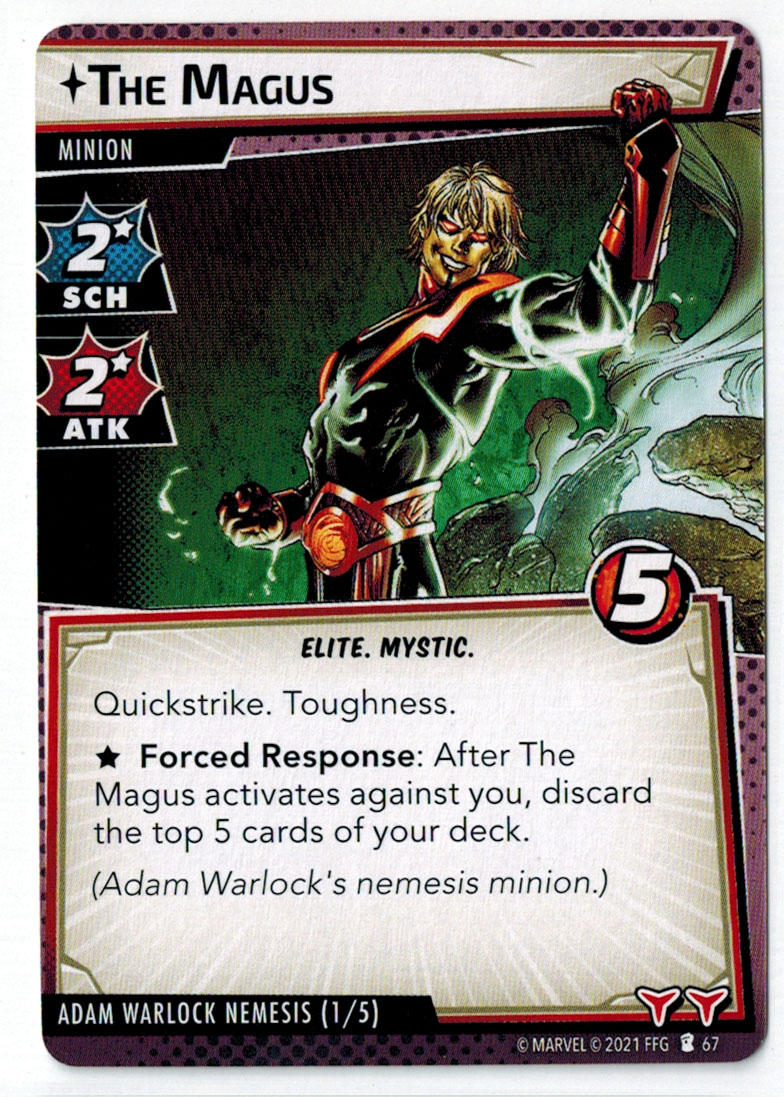 THE MAGUS
MINION
2
SCH
2
ATK
5
ELITE. MYSTIC.
Quickstrike. Toughness.
★ Forced Response: After The
Magus activates against you, discard
the top 5 cards of your deck.
(Adam Warlock's nemesis minion.)
ADAM WARLOCK NEMESIS (1/5)
© MARVEL © 2021 FFG 67